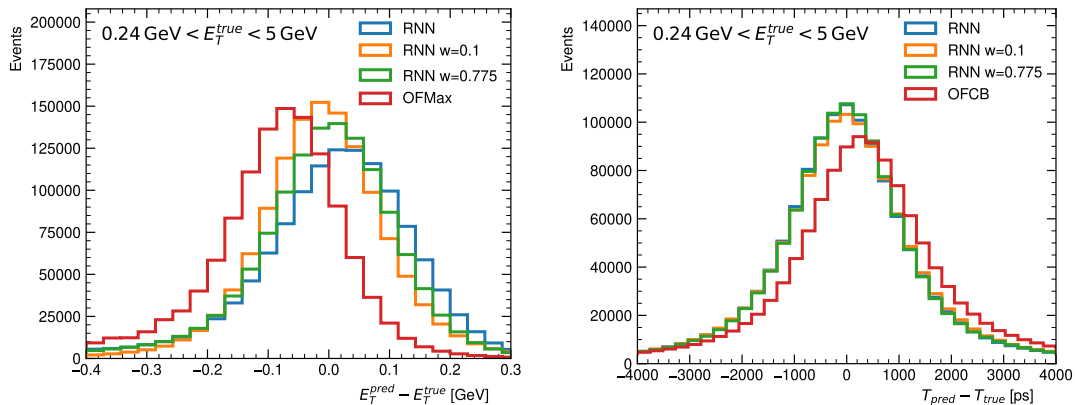 0.24 GeV < E_T^true < 5 GeV
RNN
RNN w=0.1
RNN w=0.775
OFMax
Events
200000
175000
150000
125000
100000
75000
50000
25000
0
−0.4 −0.3 −0.2 −0.1 0.0 0.1 0.2 0.3
E_T^pred − E_T^true [GeV]
0.24 GeV < E_T^true < 5 GeV
RNN
RNN w=0.1
RNN w=0.775
OFCB
Events
140000
120000
100000
80000
60000
40000
20000
0
−4000 −3000 −2000 −1000 0 1000 2000 3000 4000
T_pred − T_true [ps]